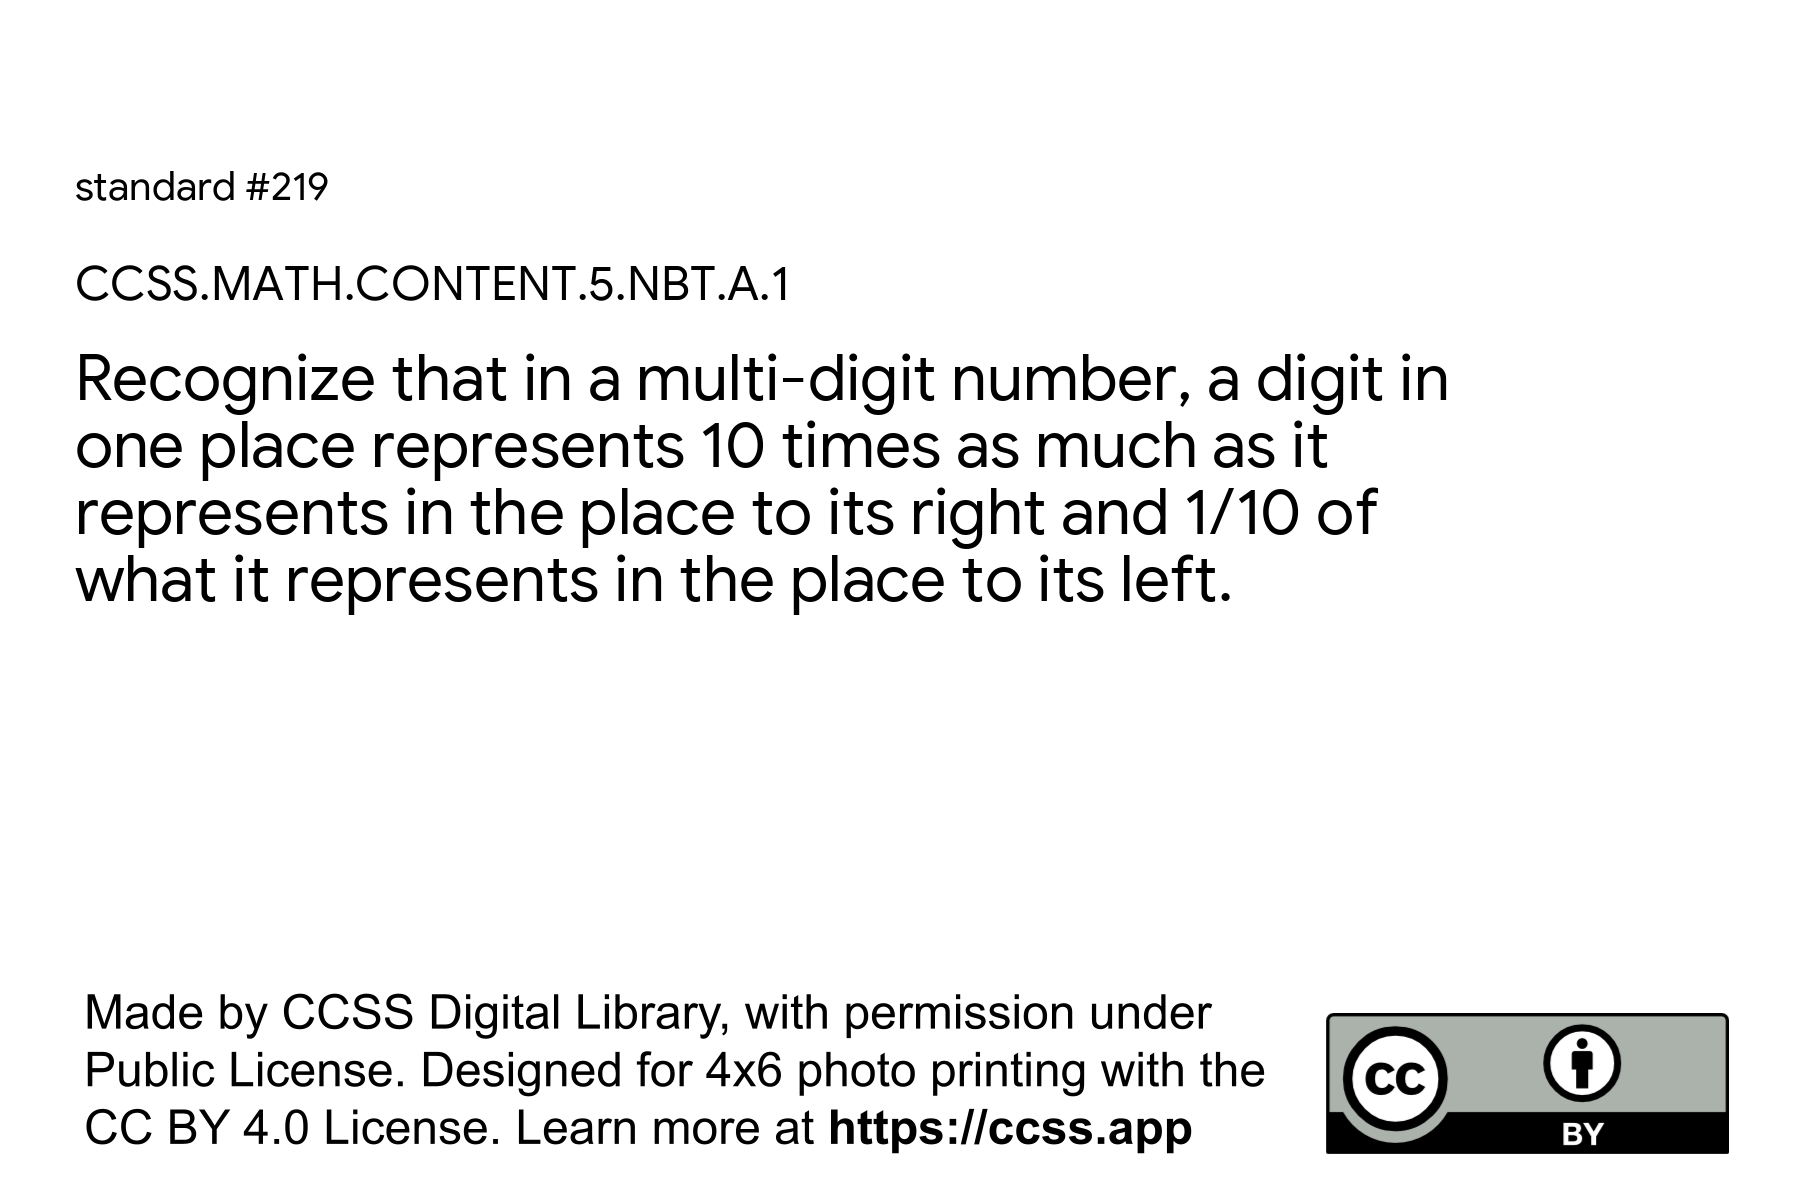 standard #219
CCSS.MATH.CONTENT.5.NBT.A.1
Recognize that in a multi-digit number, a digit in
one place represents 10 times as much as it
represents in the place to its right and 1/10 of
what it represents in the place to its left.
Made by CCSS Digital Library, with permission under
Public License. Designed for 4x6 photo printing with the
CC BY 4.0 License. Learn more at https://ccss.app
CC
BY